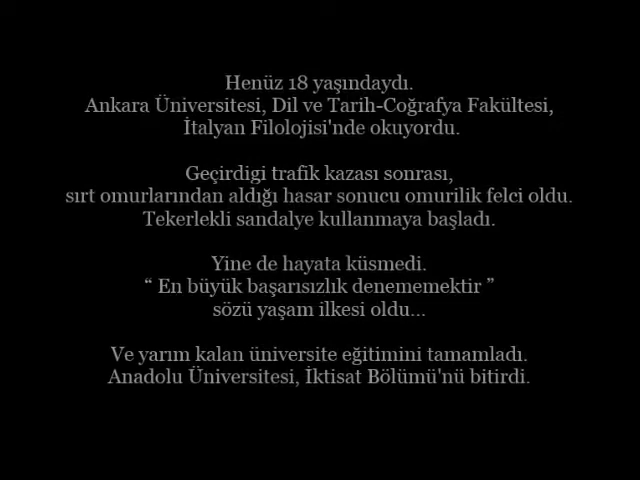 Henüz 18 yaşındaydı.
Ankara Üniversitesi, Dil ve Tarih-Coğrafya Fakültesi,
İtalyan Filolojisi'nde okuyordu.
Geçirdigi trafik kazası sonrası,
sırt omurlarından aldığı hasar sonucu omurilik felci oldu.
Tekerlekli sandalye kullanmaya başladı.
Yine de hayata küsmedi.
“ En büyük başarısızlık denememektir ”
sözü yaşam ilkesi oldu...
Ve yarım kalan üniversite eğitimini tamamladı.
Anadolu Üniversitesi, İktisat Bölümü'nü bitirdi.